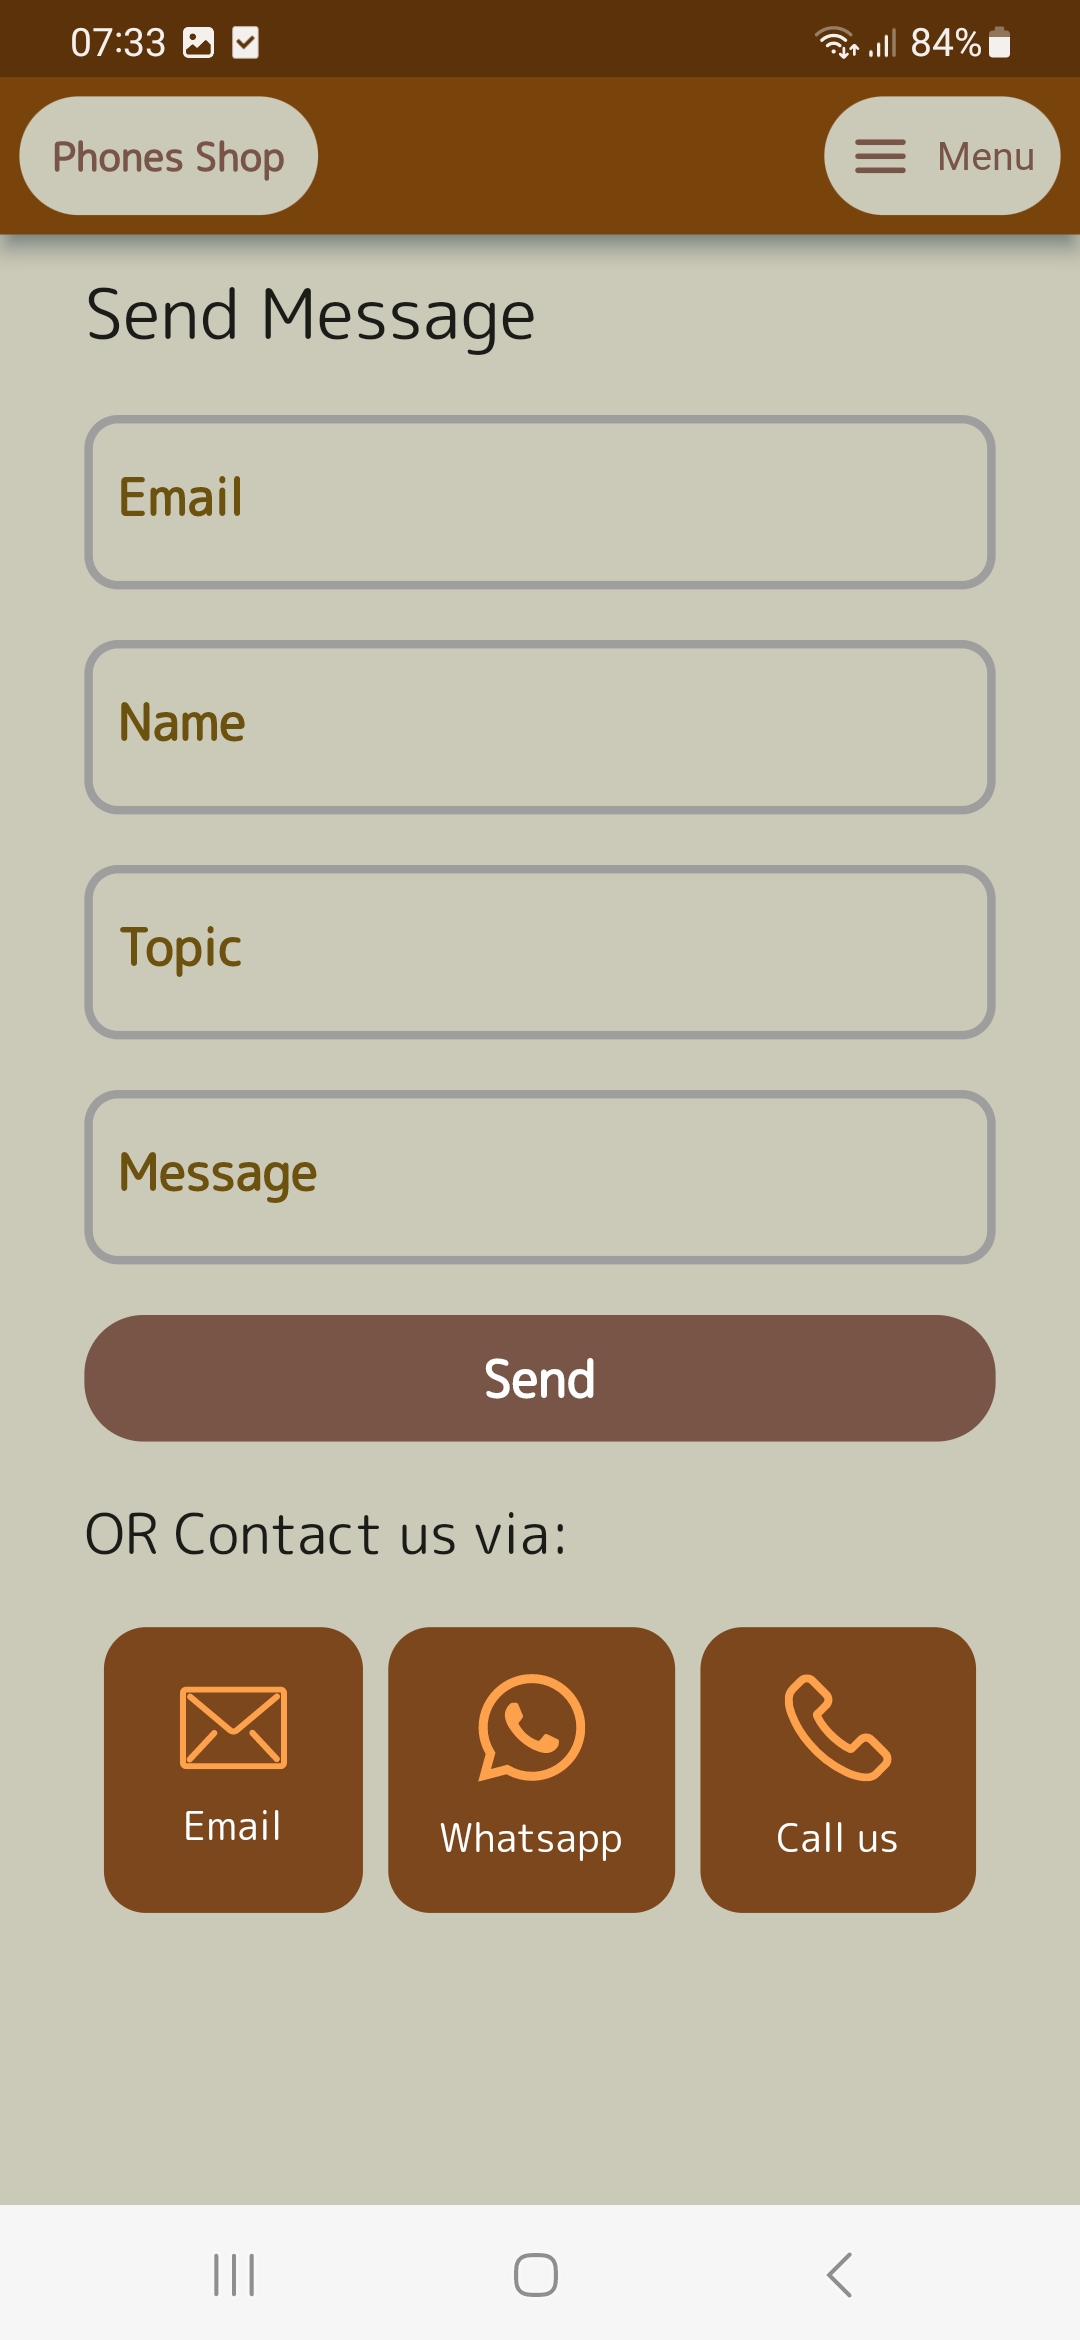 07:33 84%
Phones Shop Menu
Send Message
Email
Name
Topic
Message
Send
OR Contact us via:
Email Whatsapp Call us